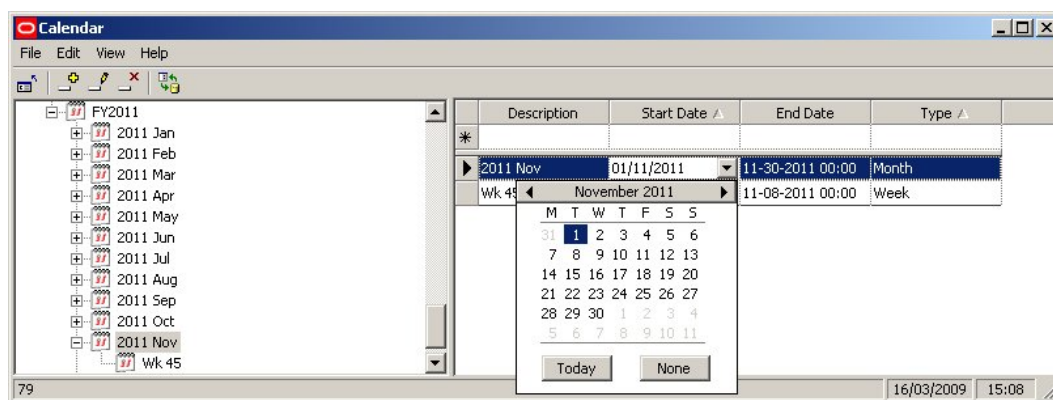 Calendar
File Edit View Help
FY2011
2011 Jan
2011 Feb
2011 Mar
2011 Apr
2011 May
2011 Jun
2011 Jul
2011 Aug
2011 Sep
2011 Oct
2011 Nov
Wk 45
Description Start Date End Date Type
2011 Nov 01/11/2011 11-30-2011 00:00 Month
Wk 45 11-08-2011 00:00 Week
November 2011
M T W T F S S
31 1 2 3 4 5 6
7 8 9 10 11 12 13
14 15 16 17 18 19 20
21 22 23 24 25 26 27
28 29 30 1 2 3 4
5 6 7 8 9 10 11
Today None
79 16/03/2009 15:08